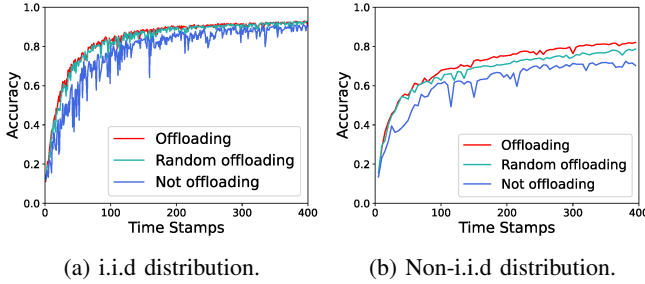 1.0
0.8
0.6
0.4
0.2
0.0
Accuracy
Offloading
Random offloading
Not offloading
0 100 200 300 400
Time Stamps
(a) i.i.d distribution.
1.0
0.8
0.6
0.4
0.2
0.0
Accuracy
Offloading
Random offloading
Not offloading
0 100 200 300 400
Time Stamps
(b) Non-i.i.d distribution.